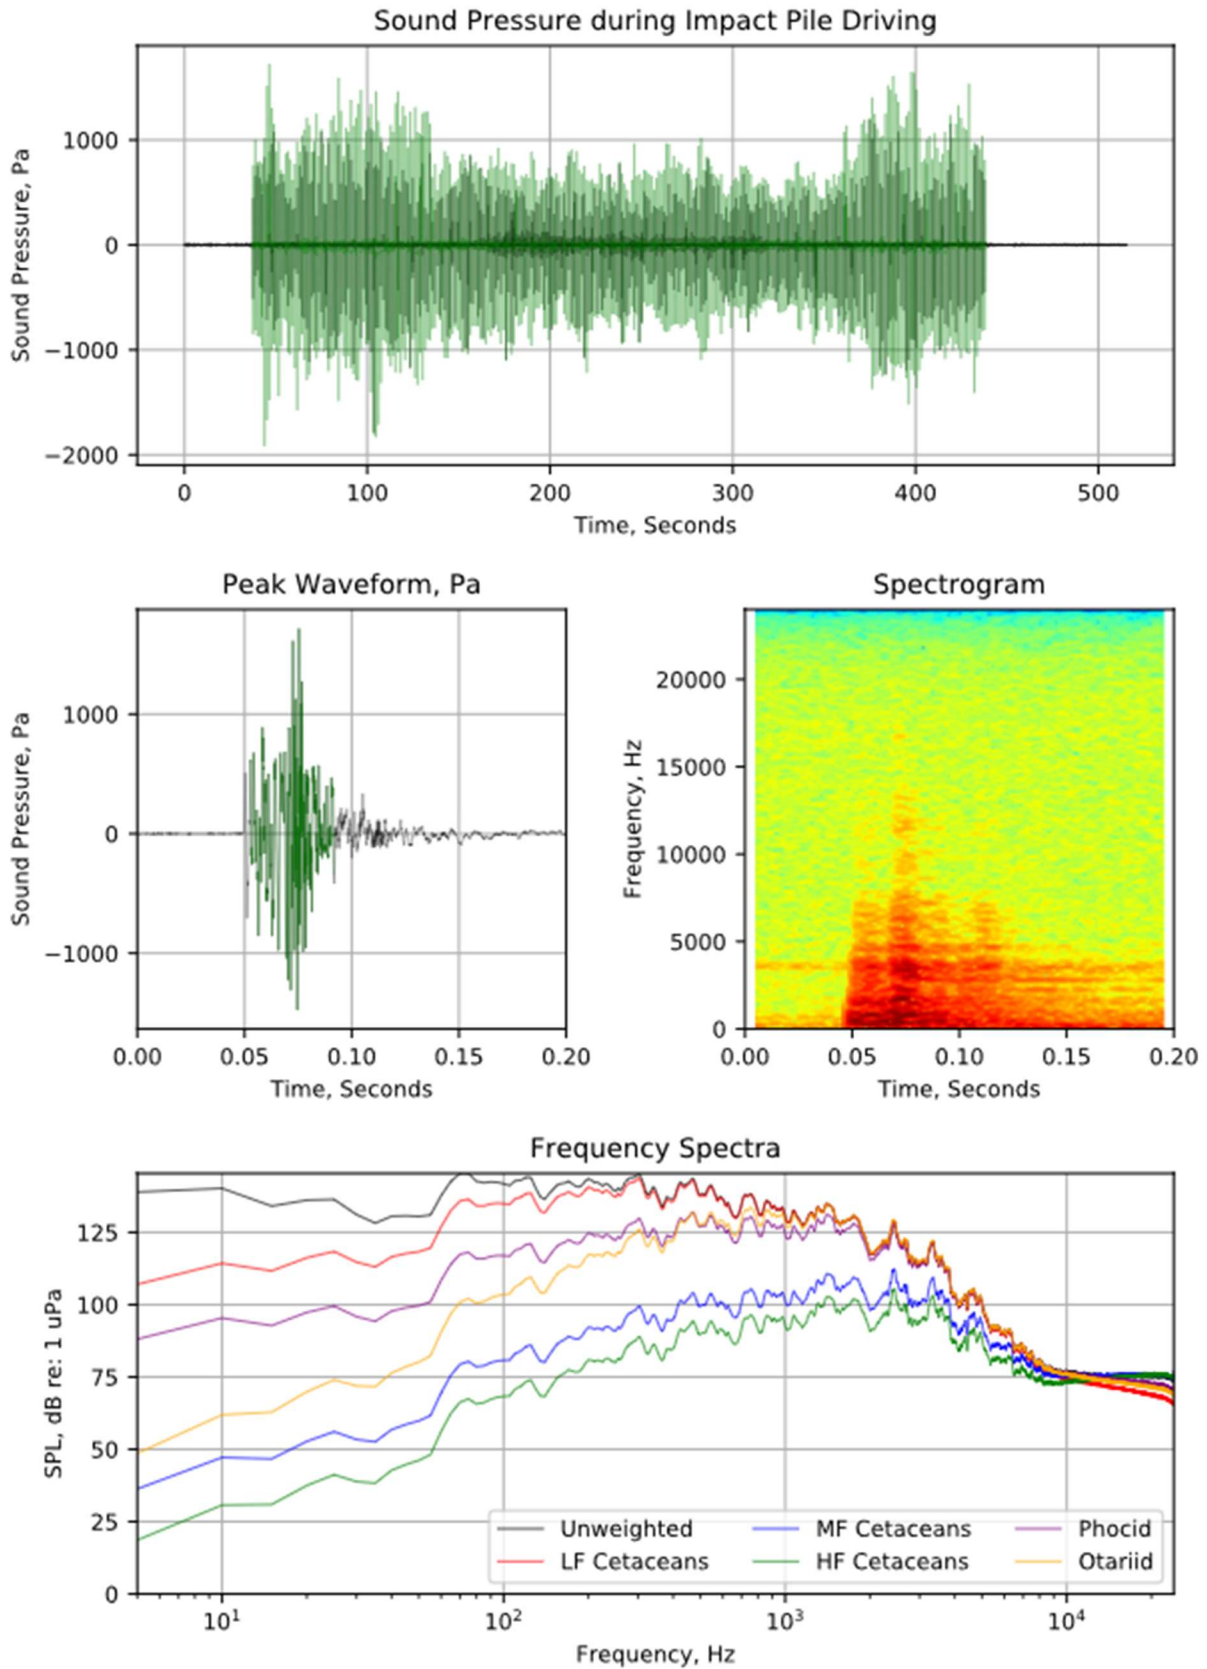 Sound Pressure during Impact Pile Driving
Sound Pressure, Pa
1000
0
−1000
−2000
0 100 200 300 400 500
Time, Seconds
Peak Waveform, Pa
Sound Pressure, Pa
1000
0
−1000
0.00 0.05 0.10 0.15 0.20
Time, Seconds
Spectrogram
Frequency, Hz
20000
15000
10000
5000
0
0.00 0.05 0.10 0.15 0.20
Time, Seconds
Frequency Spectra
SPL, dB re: 1 uPa
125
100
75
50
25
0
Unweighted MF Cetaceans Phocid
LF Cetaceans HF Cetaceans Otariid
10¹ 10² 10³ 10⁴
Frequency, Hz